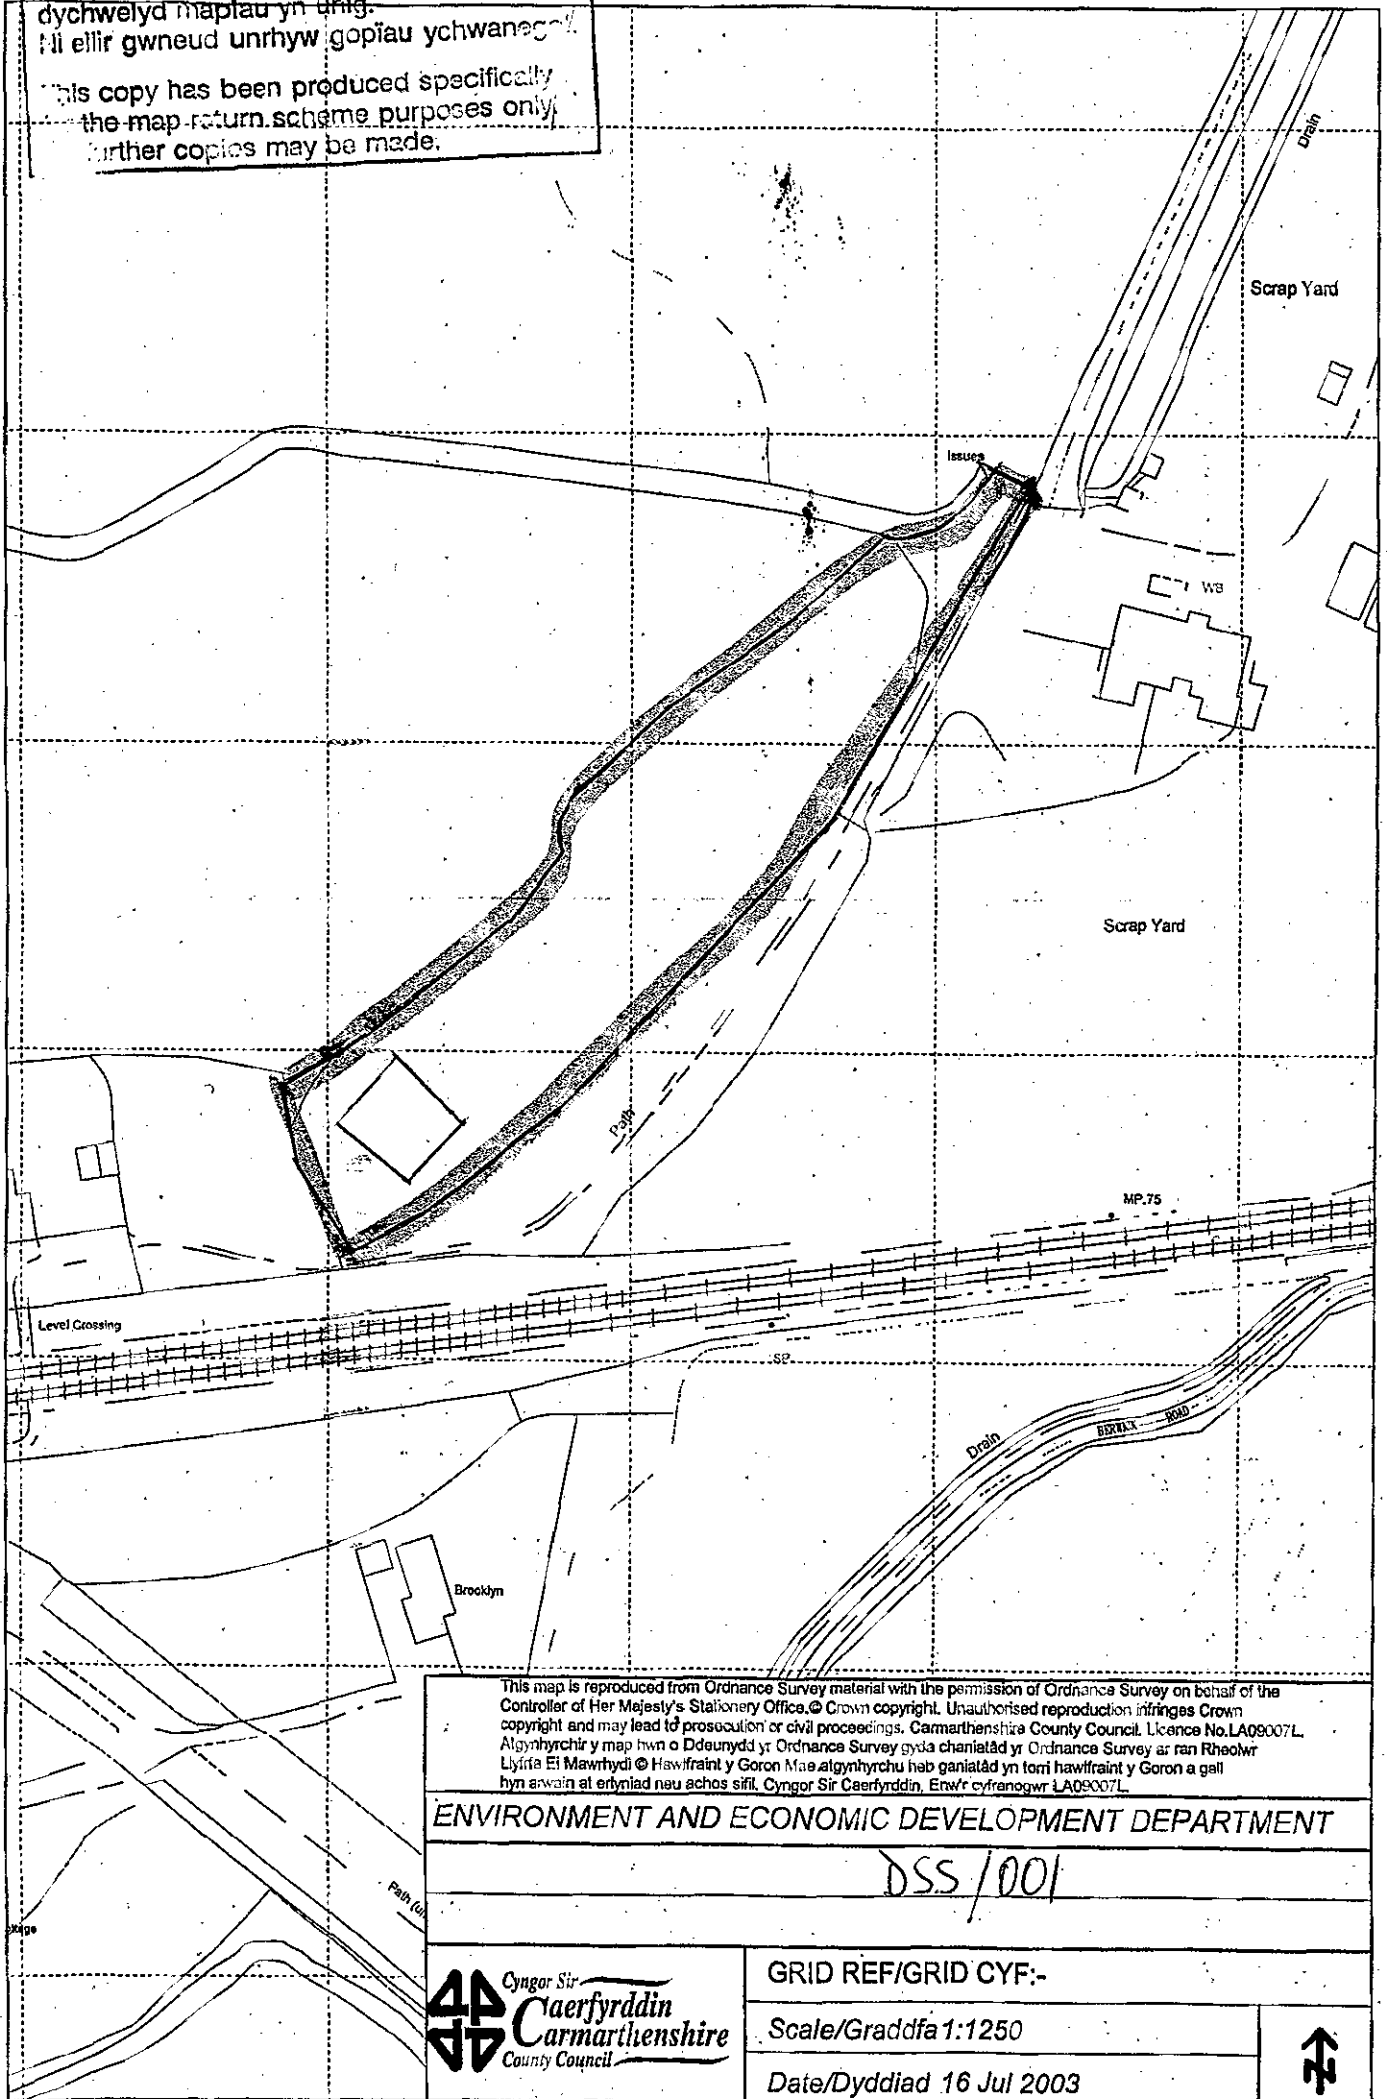 dychwelyd mapiau yn unig.
Ni ellir gwneud unrhyw gopïau ychwanegol.
This copy has been produced specifically
the map return scheme purposes only
further copies may be made.
Drain
Scrap Yard
Issues
WB
Scrap Yard
Path
MP.75
Level Crossing
SP
Drain
BERWICK ROAD
Brooklyn
Path (un
This map is reproduced from Ordnance Survey material with the permission of Ordnance Survey on behalf of the
Controller of Her Majesty's Stationery Office.© Crown copyright. Unauthorised reproduction infringes Crown
copyright and may lead to prosecution or civil proceedings. Carmarthenshire County Council. Licence No.LA09007L
Atgynhyrchir y map hwn o Ddeunydd yr Ordnance Survey gyda chaniatâd yr Ordnance Survey ar ran Rheolwr
Llyfrfa Ei Mawrhydi © Hawlfraint y Goron Mae atgynhyrchu heb ganiatâd yn torri hawlfraint y Goron a gall
hyn arwain at erlyniad neu achos sifil. Cyngor Sir Caerfyrddin, Enw'r cyfranogwr LA09007L
ENVIRONMENT AND ECONOMIC DEVELOPMENT DEPARTMENT
DSS/001
Cyngor Sir
Caerfyrddin
Carmarthenshire
County Council
GRID REF/GRID CYF:-
Scale/Graddfa 1:1250
Date/Dyddiad 16 Jul 2003
N